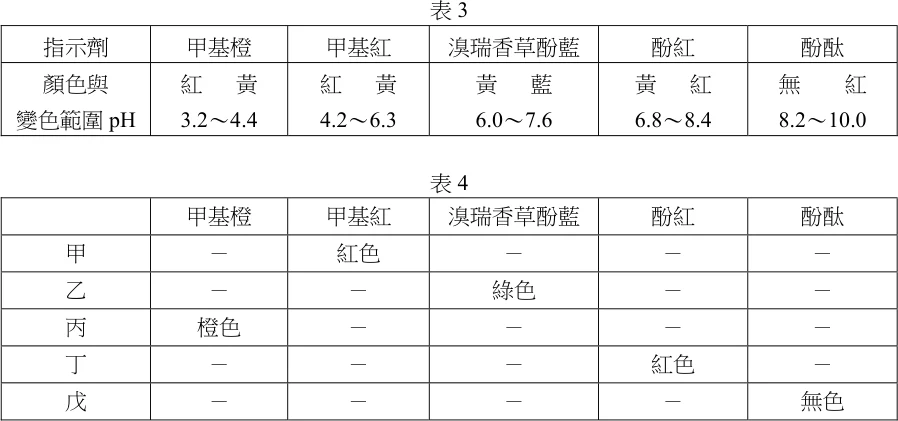 表 3
指示劑 甲基橙 甲基紅 溴瑞香草酚藍 酚紅 酚酞
顏色與 紅 黃 紅 黃 黃 藍 黃 紅 無 紅
變色範圍 pH 3.2～4.4 4.2～6.3 6.0～7.6 6.8～8.4 8.2～10.0
表 4
甲基橙 甲基紅 溴瑞香草酚藍 酚紅 酚酞
甲 － 紅色 － － －
乙 － － 綠色 － －
丙 橙色 － － － －
丁 － － － 紅色 －
戊 － － － － 無色